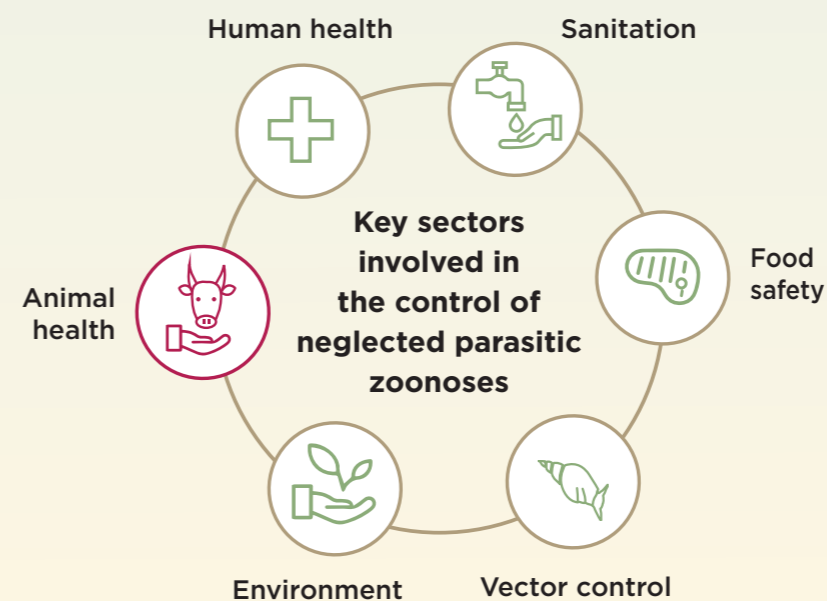 Human health
Sanitation
Key sectors
involved in
the control of
neglected parasitic
zoonoses
Food
safety
Animal
health
Environment
Vector control